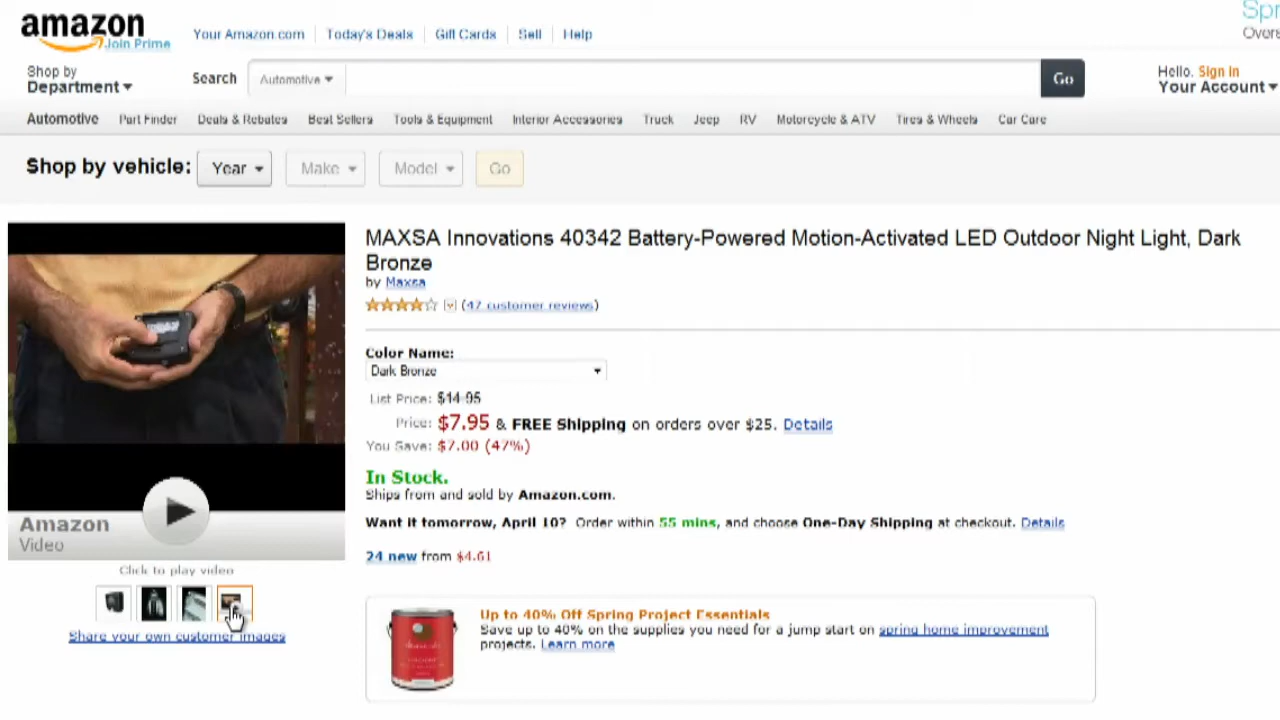 amazon
Join Prime
Your Amazon.com
Today's Deals
Gift Cards
Sell
Help
Spr
Overs
Shop by
Department
Search
Automotive
Go
Hello. Sign in
Your Account
Automotive
Part Finder
Deals & Rebates
Best Sellers
Tools & Equipment
Interior Accessories
Truck
Jeep
RV
Motorcycle & ATV
Tires & Wheels
Car Care
Shop by vehicle:
Year
Make
Model
Go
MAXSA Innovations 40342 Battery-Powered Motion-Activated LED Outdoor Night Light, Dark
Bronze
by Maxsa
(47 customer reviews)
Color Name:
Dark Bronze
List Price: $14.95
Price: $7.95 & FREE Shipping on orders over $25. Details
You Save: $7.00 (47%)
In Stock.
Ships from and sold by Amazon.com.
Want it tomorrow, April 10? Order within 55 mins, and choose One-Day Shipping at checkout. Details
24 new from $4.61
Amazon
Video
Click to play video
Share your own customer images
Up to 40% Off Spring Project Essentials
Save up to 40% on the supplies you need for a jump start on spring home improvement
projects. Learn more